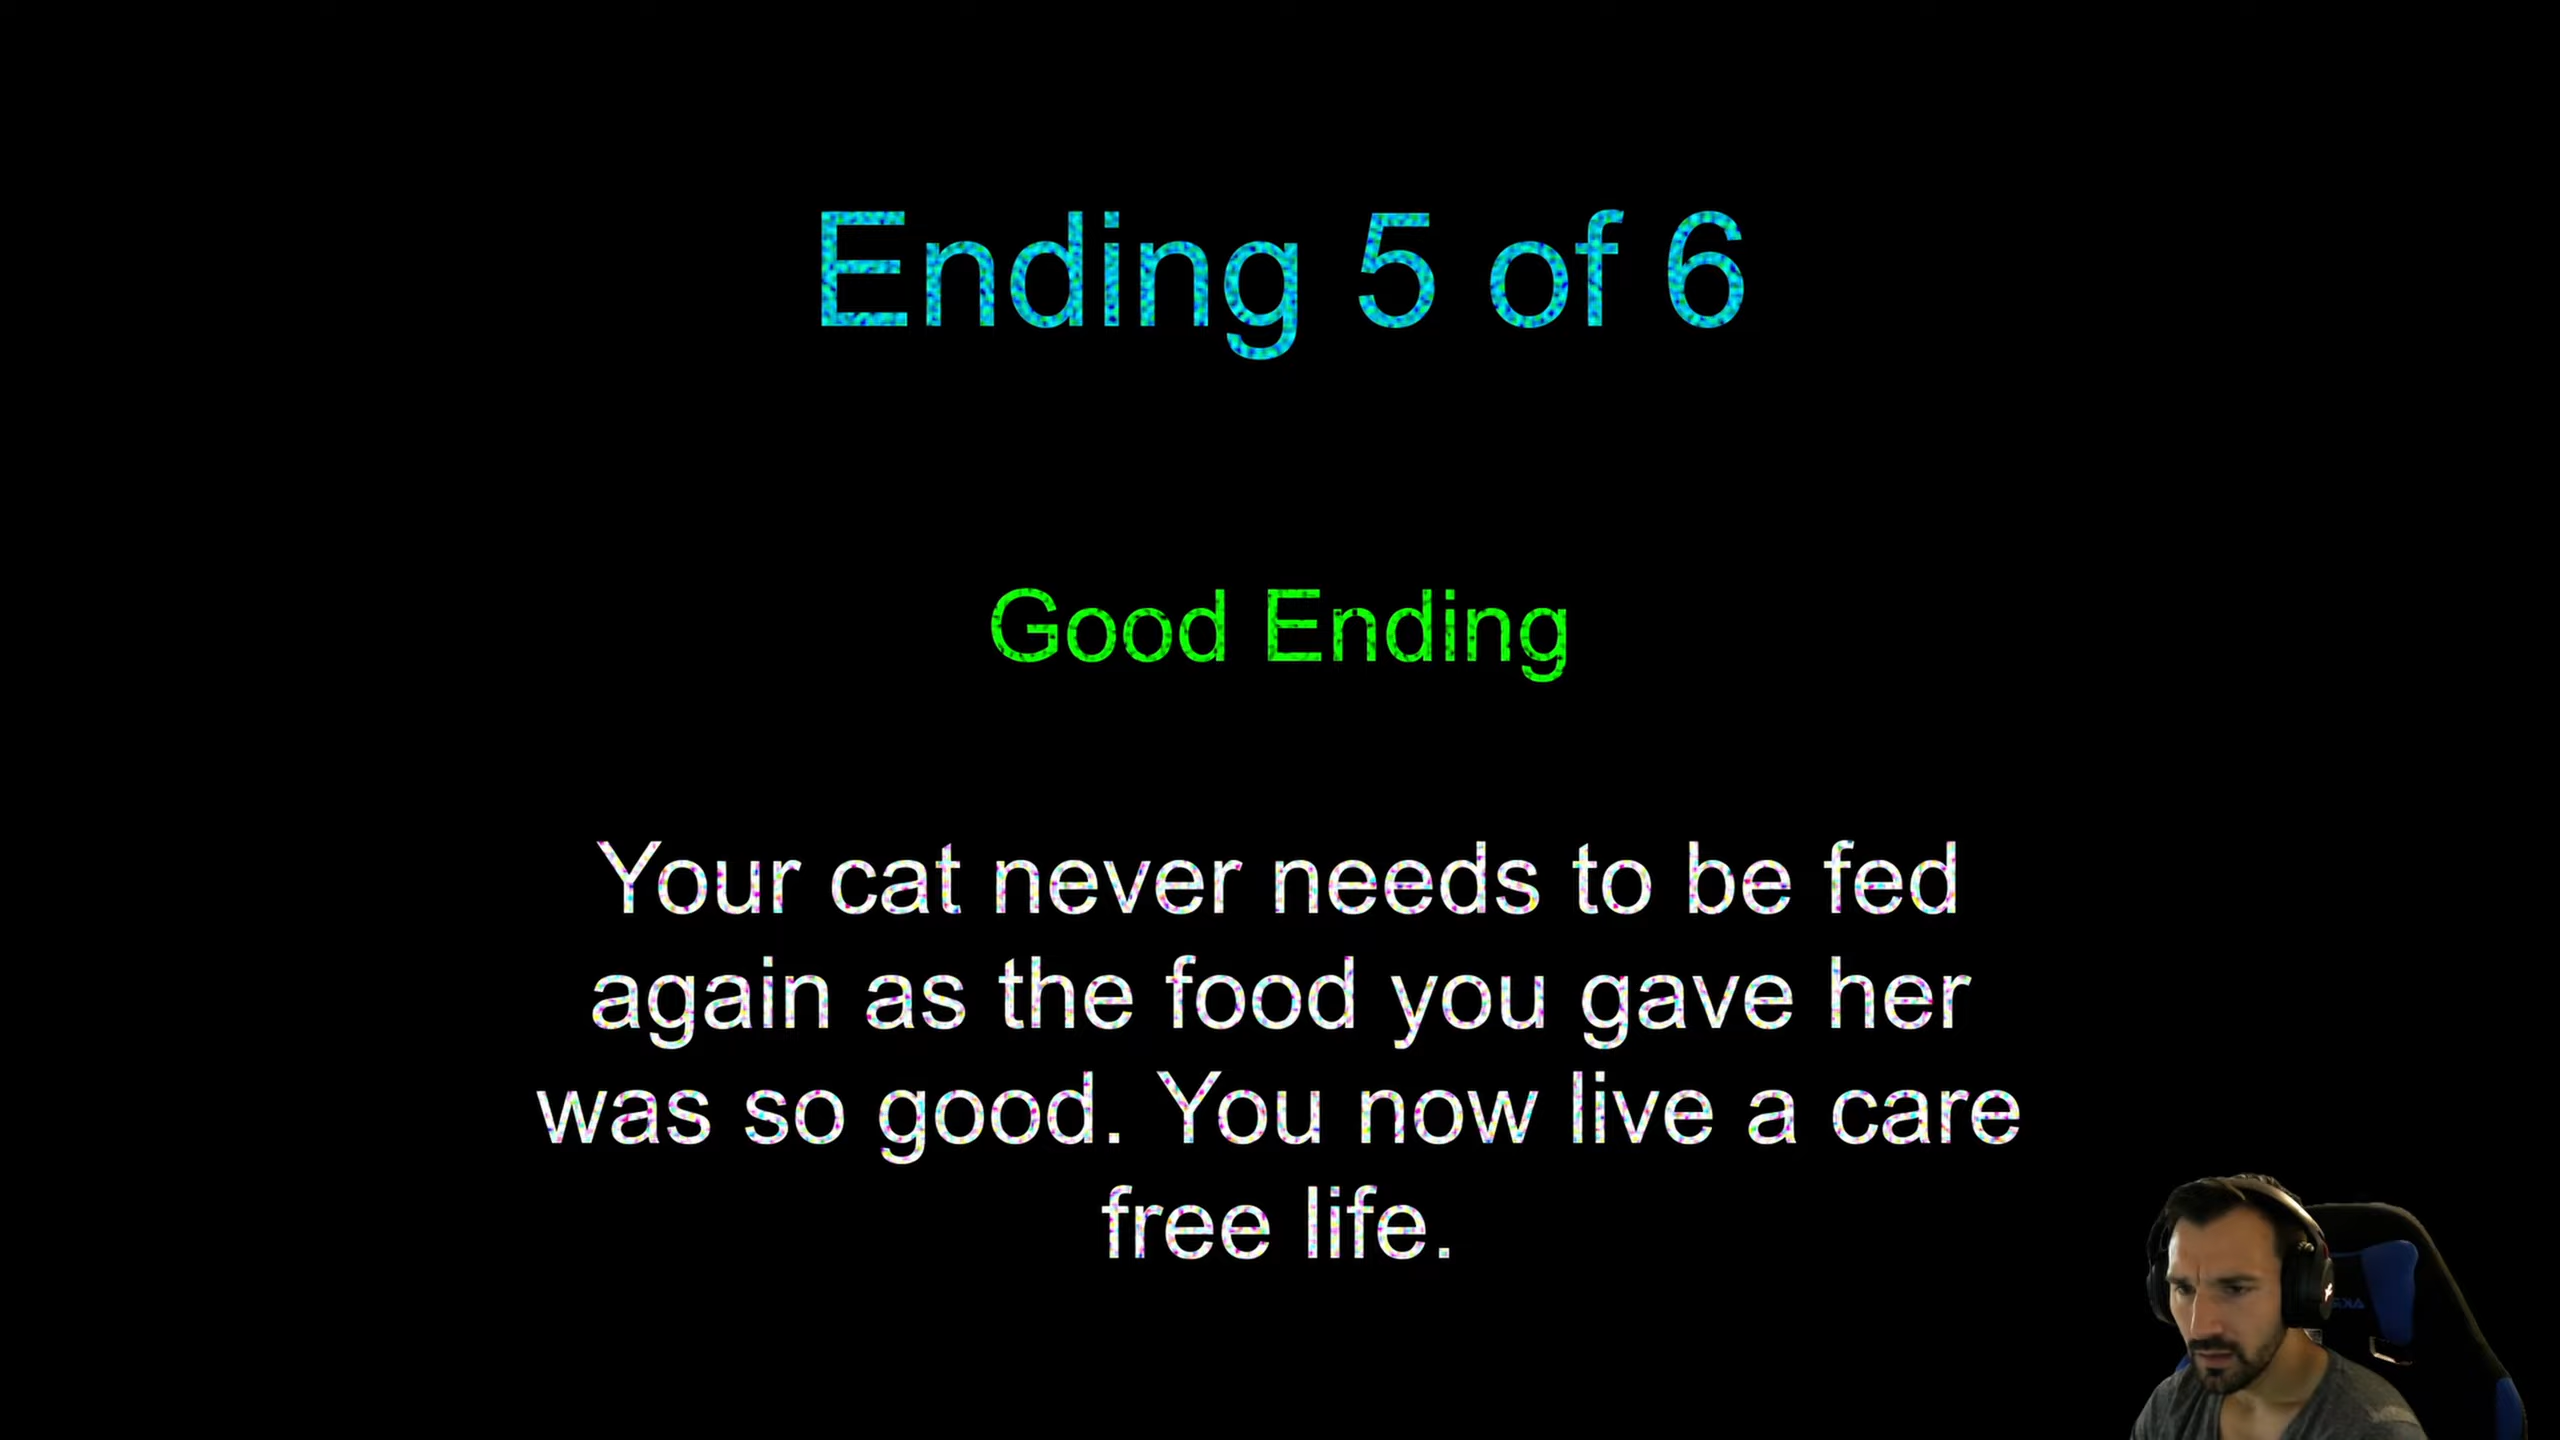 Ending 5 of 6
Good Ending
Your cat never needs to be fed
again as the food you gave her
was so good. You now live a care
free life.